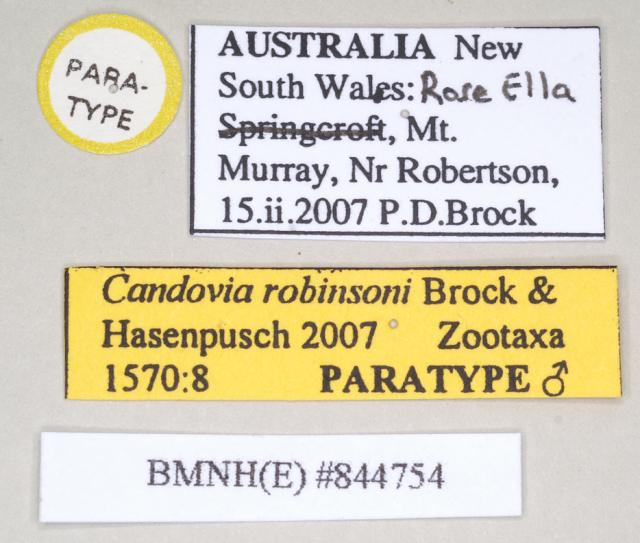 PARA-
TYPE
AUSTRALIA New
South Wales: Rose Ella
Springcroft, Mt.
Murray, Nr Robertson,
15.ii.2007 P.D.Brock
Candovia robinsoni Brock &
Hasenpusch 2007 Zootaxa
1570:8 PARATYPE ♂
BMNH(E) #844754